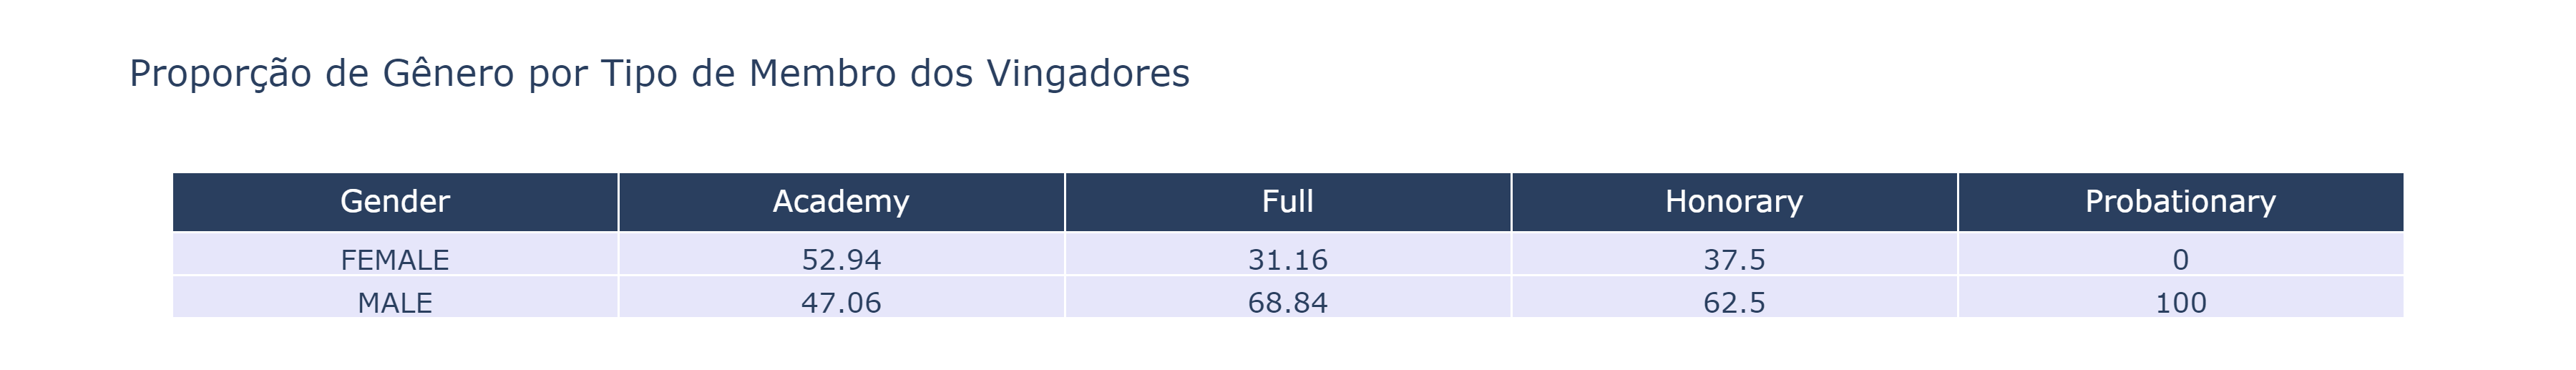 Proporção de Gênero por Tipo de Membro dos Vingadores
Gender Academy Full Honorary Probationary
FEMALE 52.94 31.16 37.5 0
MALE 47.06 68.84 62.5 100